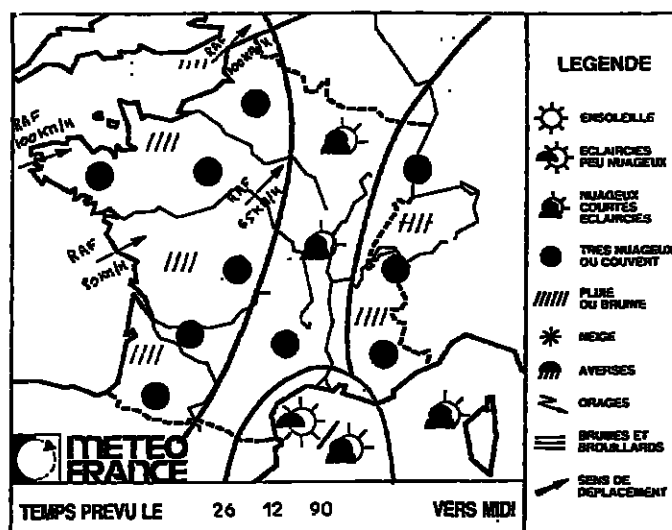 RAF
100KM/H
RAF
100KM/H
RAF
65KM/H
RAF
80KM/H
METEO
FRANCE
TEMPS PREVU LE 26 12 90 VERS MIDI
LEGENDE
ENSOLEILLE
ECLAIRCIES
PEU NUAGEUX
NUAGEUX
COURTES
ECLAIRCIES
TRES NUAGEUX
OU COUVERT
PLUIE
OU BRUINE
NEIGE
AVERSES
ORAGES
BRUMES ET
BROUILLARDS
SENS DE
DEPLACEMENT